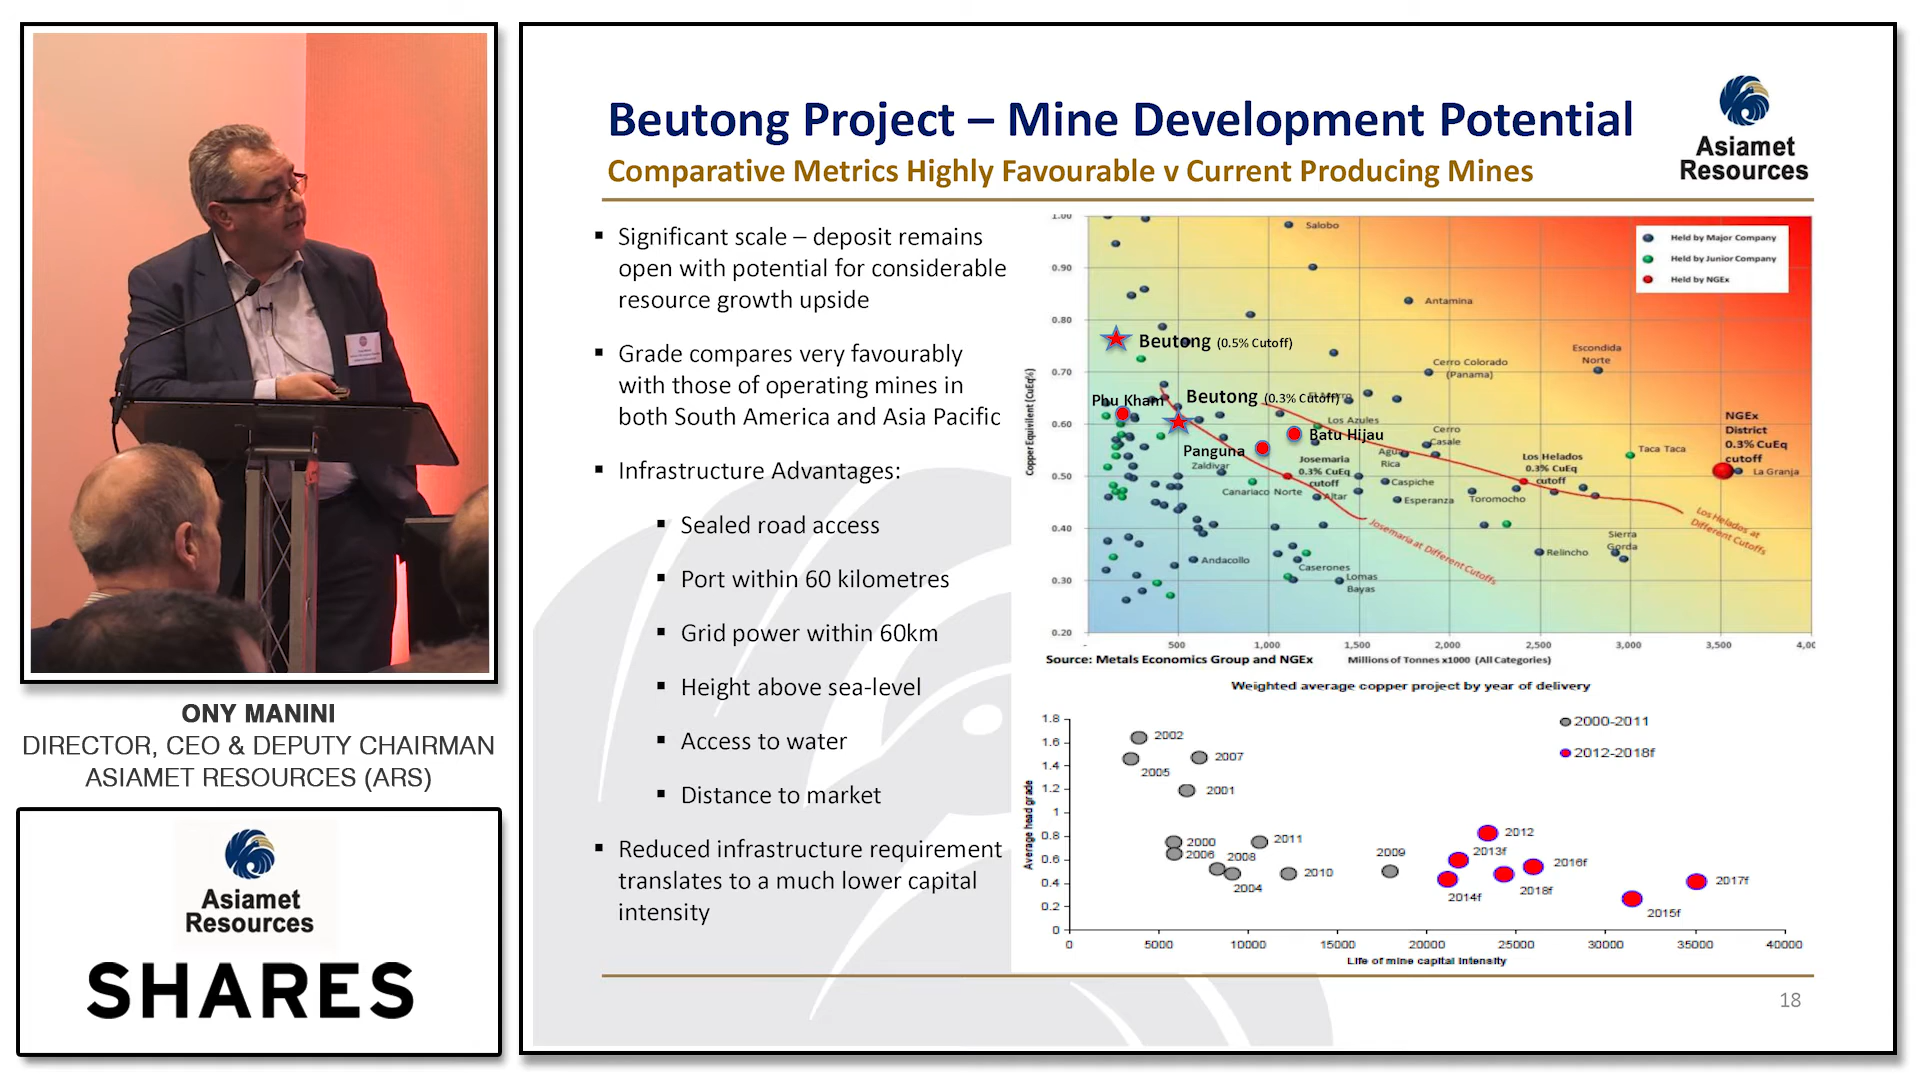 ONY MANINI
DIRECTOR, CEO & DEPUTY CHAIRMAN
ASIAMET RESOURCES (ARS)
Asiamet
Resources
SHARES
Beutong Project – Mine Development Potential
Comparative Metrics Highly Favourable v Current Producing Mines
Asiamet
Resources
▪ Significant scale – deposit remains
open with potential for considerable
resource growth upside
▪ Grade compares very favourably
with those of operating mines in
both South America and Asia Pacific
▪ Infrastructure Advantages:
▪ Sealed road access
▪ Port within 60 kilometres
▪ Grid power within 60km
▪ Height above sea-level
▪ Access to water
▪ Distance to market
▪ Reduced infrastructure requirement
translates to a much lower capital
intensity
Copper Equivilent (CuEq%)
1.00
0.90
0.80
0.70
0.60
0.50
0.40
0.30
0.20
Held by Major Company
Held by Junior Company
Held by NGEx
Salobo
Antamina
Beutong (0.5% Cutoff)
Escondida
Norte
Cerro Colorado
(Panama)
Phu Kham
Beutong (0.3% Cutoff)
Los Azules
Batu Hijau
Panguna
Zaldivar
Cerro
Casale
Agua
Rica
Josemaria
0.3% CuEq
cutoff
Los Helados
0.3% CuEq
cutoff
Taca Taca
NGEx
District
0.3% CuEq
cutoff
La Granja
Canariaco Norte
Altar
Caspiche
Esperanza
Toromocho
Josemaria at Different Cutoffs
Los Helados at
Different Cutoffs
Andacollo
Caserones
Lomas
Bayas
Relincho
Sierra
Gorda
- 500 1,000 1,500 2,000 2,500 3,000 3,500 4,00
Source: Metals Economics Group and NGEx
Millions of Tonnes x1000 (All Categories)
Weighted average copper project by year of delivery
Average head grade
1.8
1.6
1.4
1.2
1
0.8
0.6
0.4
0.2
0
2000-2011
2012-2018f
2002
2005
2007
2001
2000
2006
2008
2004
2011
2010
2009
2012
2013f
2014f
2016f
2018f
2015f
2017f
0 5000 10000 15000 20000 25000 30000 35000 40000
Life of mine capital intensity
18